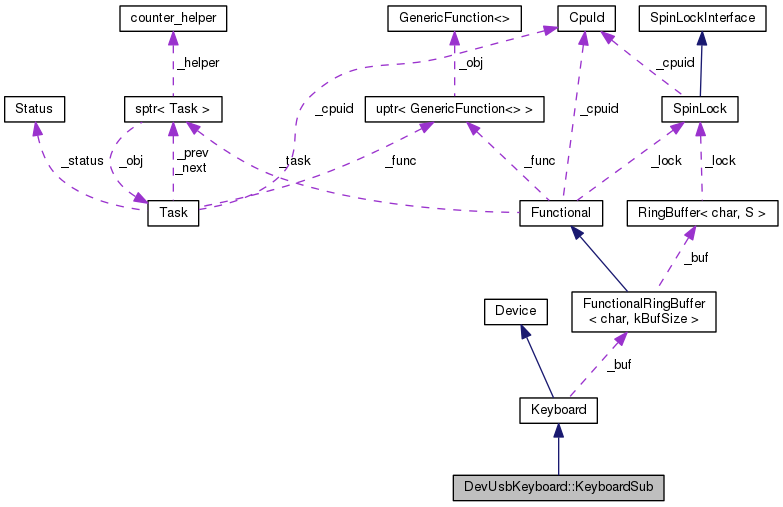 counter_helper
GenericFunction<>
CpuId
SpinLockInterface
_helper
_obj
_cpuid
Status
sptr< Task >
_cpuid
uptr< GenericFunction<> >
_cpuid
SpinLock
_status
_obj
_prev
_next
_task
_func
_func
_lock
_lock
Task
Functional
RingBuffer< char, S >
_buf
Device
FunctionalRingBuffer
< char, kBufSize >
_buf
Keyboard
DevUsbKeyboard::KeyboardSub